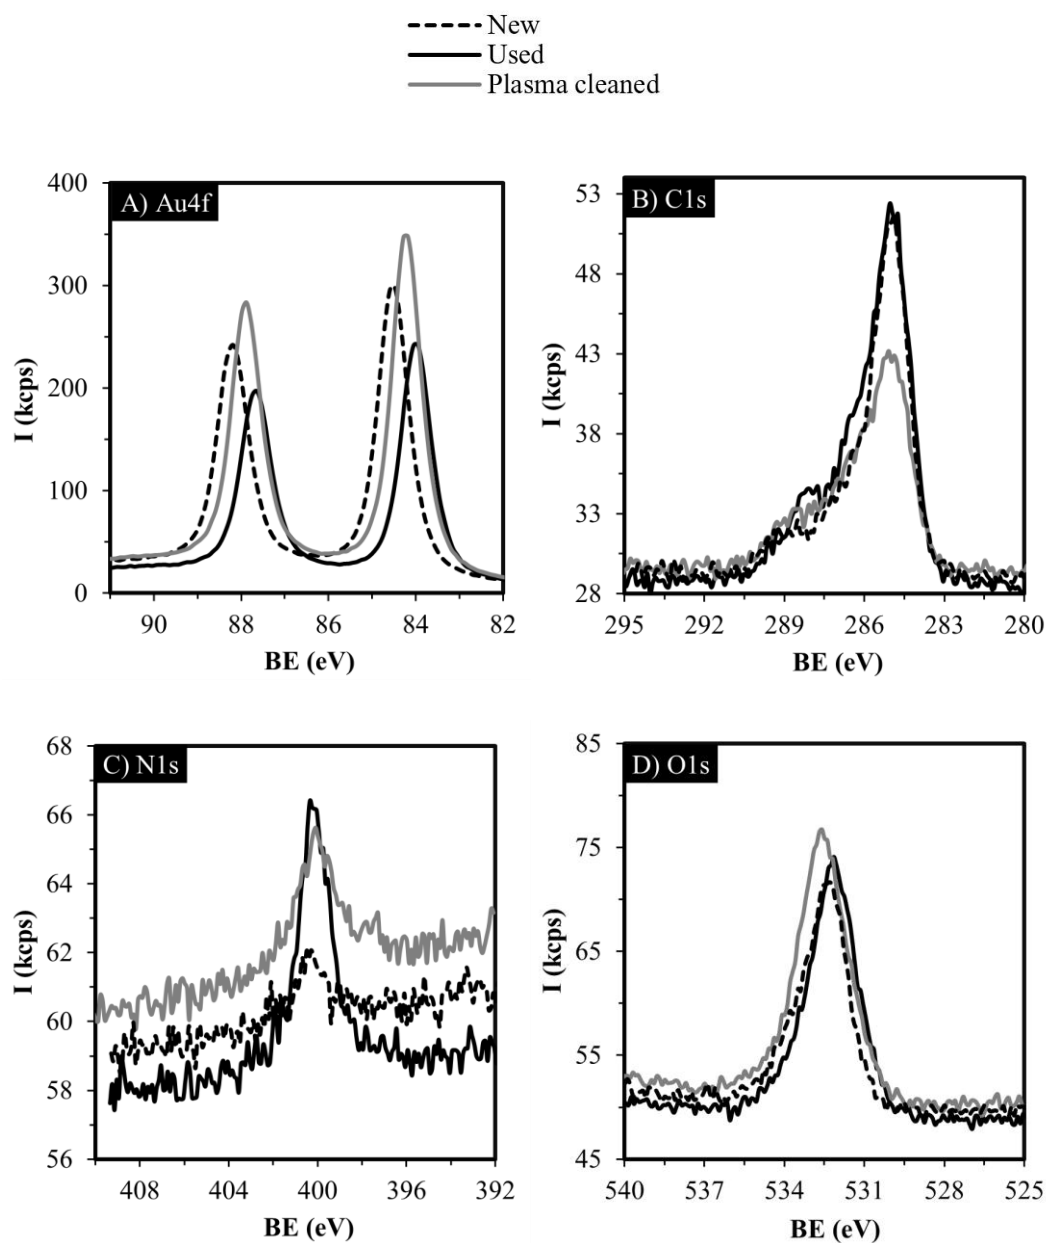 New
Used
Plasma cleaned
A) Au4f
400
300
200
100
0
I (kcps)
90 88 86 84 82
BE (eV)
B) C1s
53
48
43
38
33
28
I (kcps)
295 292 289 286 283 280
BE (eV)
C) N1s
68
66
64
62
60
58
56
I (kcps)
408 404 400 396 392
BE (eV)
D) O1s
85
75
65
55
45
I (kcps)
540 537 534 531 528 525
BE (eV)